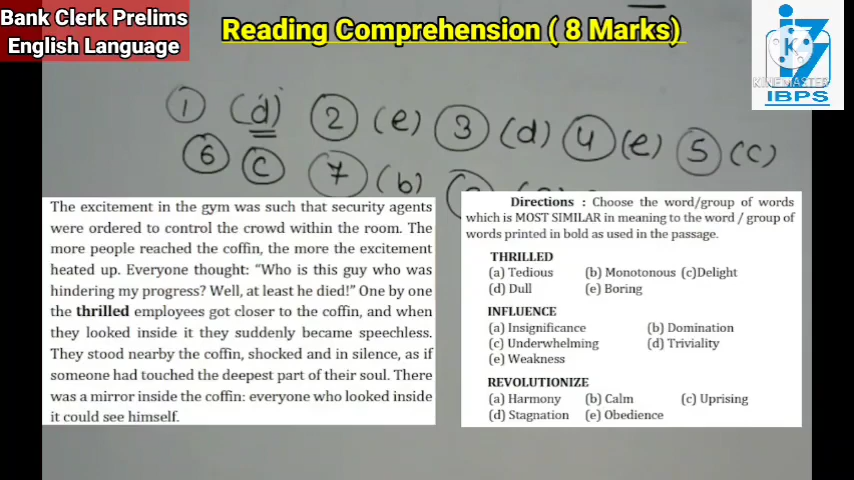 Bank Clerk Prelims
English Language
Reading Comprehension ( 8 Marks)
K
KINEMASTER
IBPS
1 (d) 2 (e) 3 (d) 4 (e) 5 (c)
6 c 7 (b)
The excitement in the gym was such that security agents
were ordered to control the crowd within the room. The
more people reached the coffin, the more the excitement
heated up. Everyone thought: “Who is this guy who was
hindering my progress? Well, at least he died!” One by one
the thrilled employees got closer to the coffin, and when
they looked inside it they suddenly became speechless.
They stood nearby the coffin, shocked and in silence, as if
someone had touched the deepest part of their soul. There
was a mirror inside the coffin: everyone who looked inside
it could see himself.
Directions : Choose the word/group of words
which is MOST SIMILAR in meaning to the word / group of
words printed in bold as used in the passage.
THRILLED
(a) Tedious (b) Monotonous (c)Delight
(d) Dull (e) Boring
INFLUENCE
(a) Insignificance (b) Domination
(c) Underwhelming (d) Triviality
(e) Weakness
REVOLUTIONIZE
(a) Harmony (b) Calm (c) Uprising
(d) Stagnation (e) Obedience